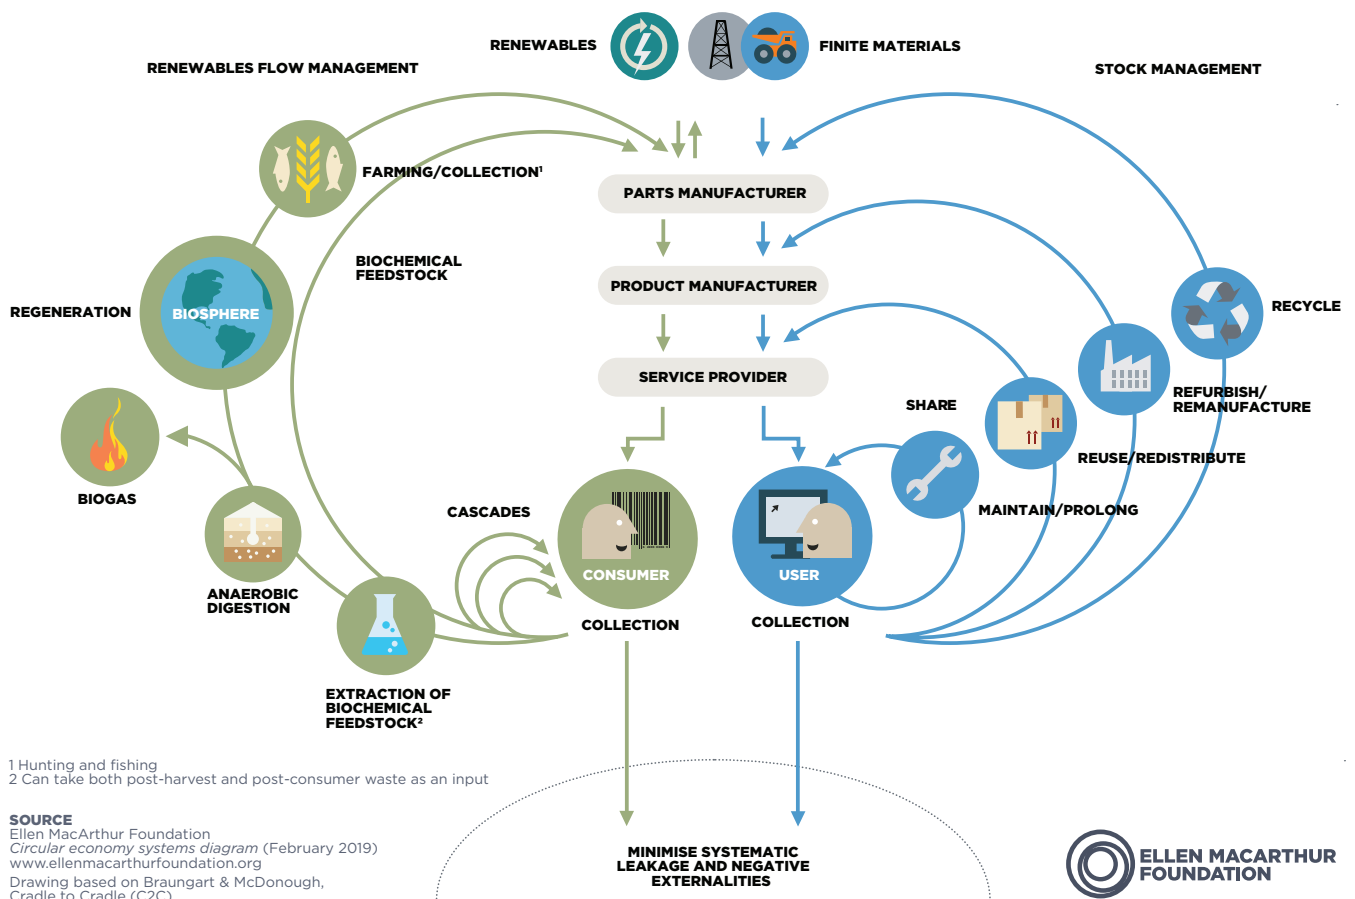 RENEWABLES
FINITE MATERIALS
RENEWABLES FLOW MANAGEMENT
STOCK MANAGEMENT
FARMING/COLLECTION¹
PARTS MANUFACTURER
BIOCHEMICAL
FEEDSTOCK
PRODUCT MANUFACTURER
REGENERATION
BIOSPHERE
RECYCLE
SERVICE PROVIDER
SHARE
REFURBISH/
REMANUFACTURE
REUSE/REDISTRIBUTE
BIOGAS
CASCADES
MAINTAIN/PROLONG
CONSUMER
USER
ANAEROBIC
DIGESTION
COLLECTION
COLLECTION
EXTRACTION OF
BIOCHEMICAL
FEEDSTOCK²
1 Hunting and fishing
2 Can take both post-harvest and post-consumer waste as an input
SOURCE
Ellen MacArthur Foundation
Circular economy systems diagram (February 2019)
www.ellenmacarthurfoundation.org
Drawing based on Braungart & McDonough,
Cradle to Cradle (C2C)
MINIMISE SYSTEMATIC
LEAKAGE AND NEGATIVE
EXTERNALITIES
ELLEN MACARTHUR
FOUNDATION